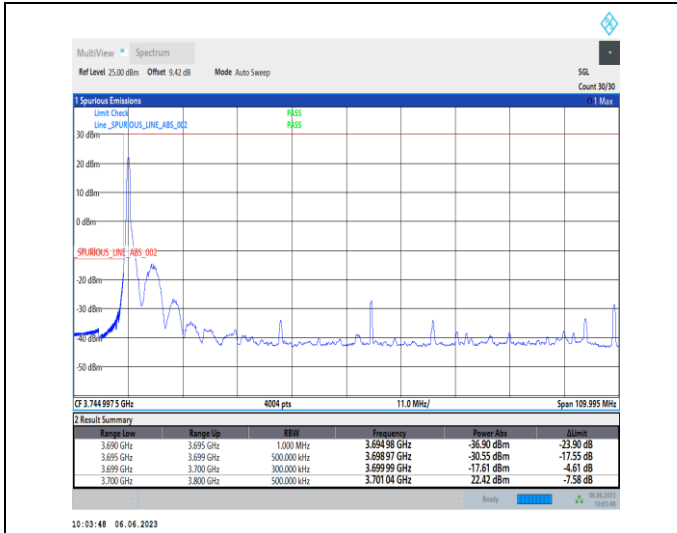 MultiView Spectrum
Ref Level 25.00 dBm Offset 9.42 dB Mode Auto Sweep SGL
Count 30/30
1 Spurious Emissions 1 Max
Limit Check PASS
Line _SPURIOUS_LINE_ABS_002 PASS
30 dBm
20 dBm
10 dBm
0 dBm
_SPURIOUS_LINE_ABS_002
-20 dBm
-30 dBm
-40 dBm
-50 dBm
CF 3.744 997 5 GHz 4004 pts 11.0 MHz/ Span 109.995 MHz
2 Result Summary
Range Low Range Up RBW Frequency Power Abs ΔLimit
3.690 GHz 3.695 GHz 1.000 MHz 3.694 98 GHz -36.90 dBm -23.90 dB
3.695 GHz 3.699 GHz 500.000 kHz 3.698 97 GHz -30.55 dBm -17.55 dB
3.699 GHz 3.700 GHz 300.000 kHz 3.699 99 GHz -17.61 dBm -4.61 dB
3.700 GHz 3.800 GHz 500.000 kHz 3.701 04 GHz 22.42 dBm -7.58 dB
Ready 06.06.2023
10:03:48
10:03:48 06.06.2023